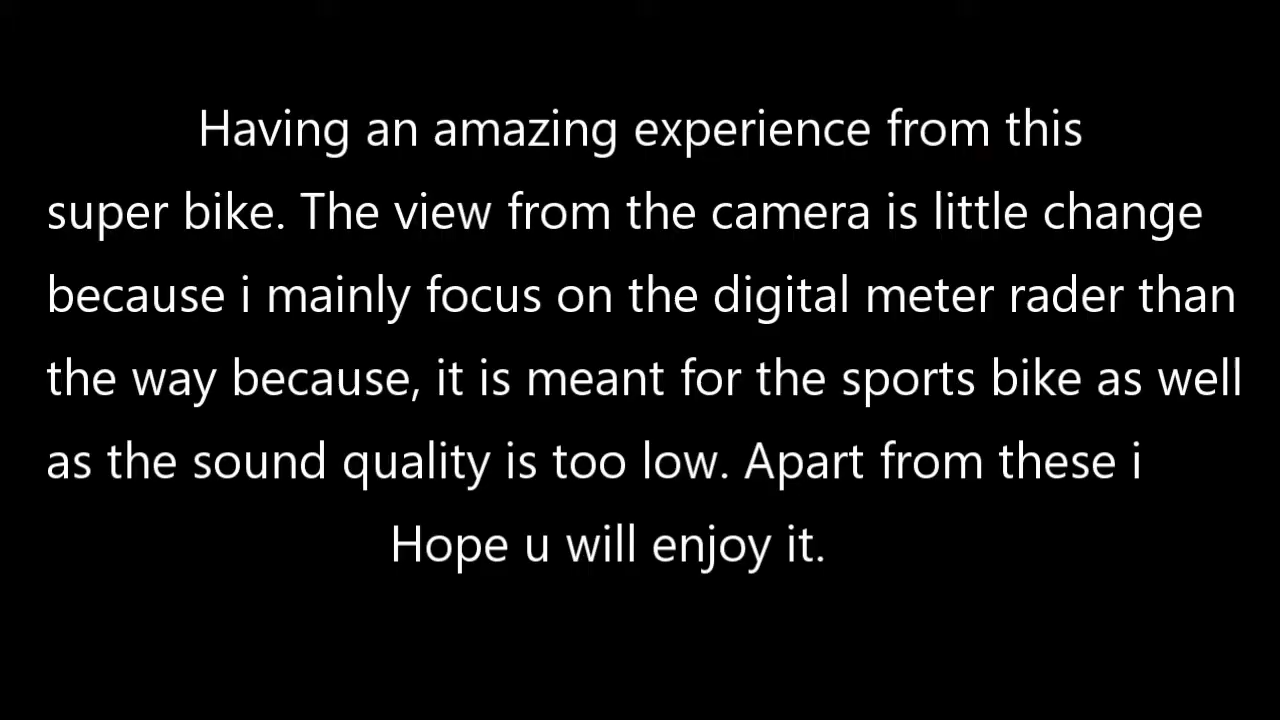 Having an amazing experience from this
super bike. The view from the camera is little change
because i mainly focus on the digital meter rader than
the way because, it is meant for the sports bike as well
as the sound quality is too low. Apart from these i
Hope u will enjoy it.